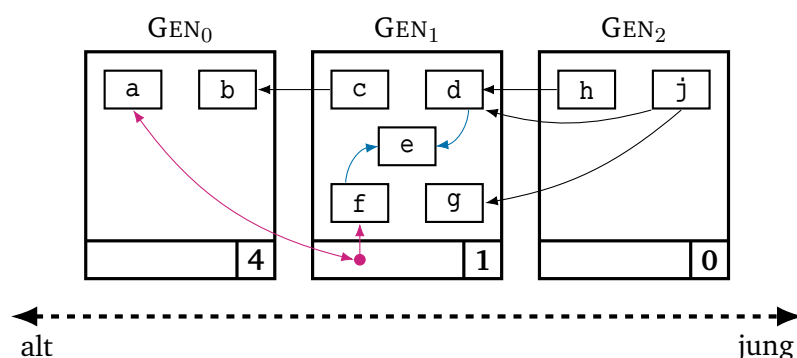 GEN₀ GEN₁ GEN₂
a b c d h j
e
f g
4 1 0
alt jung